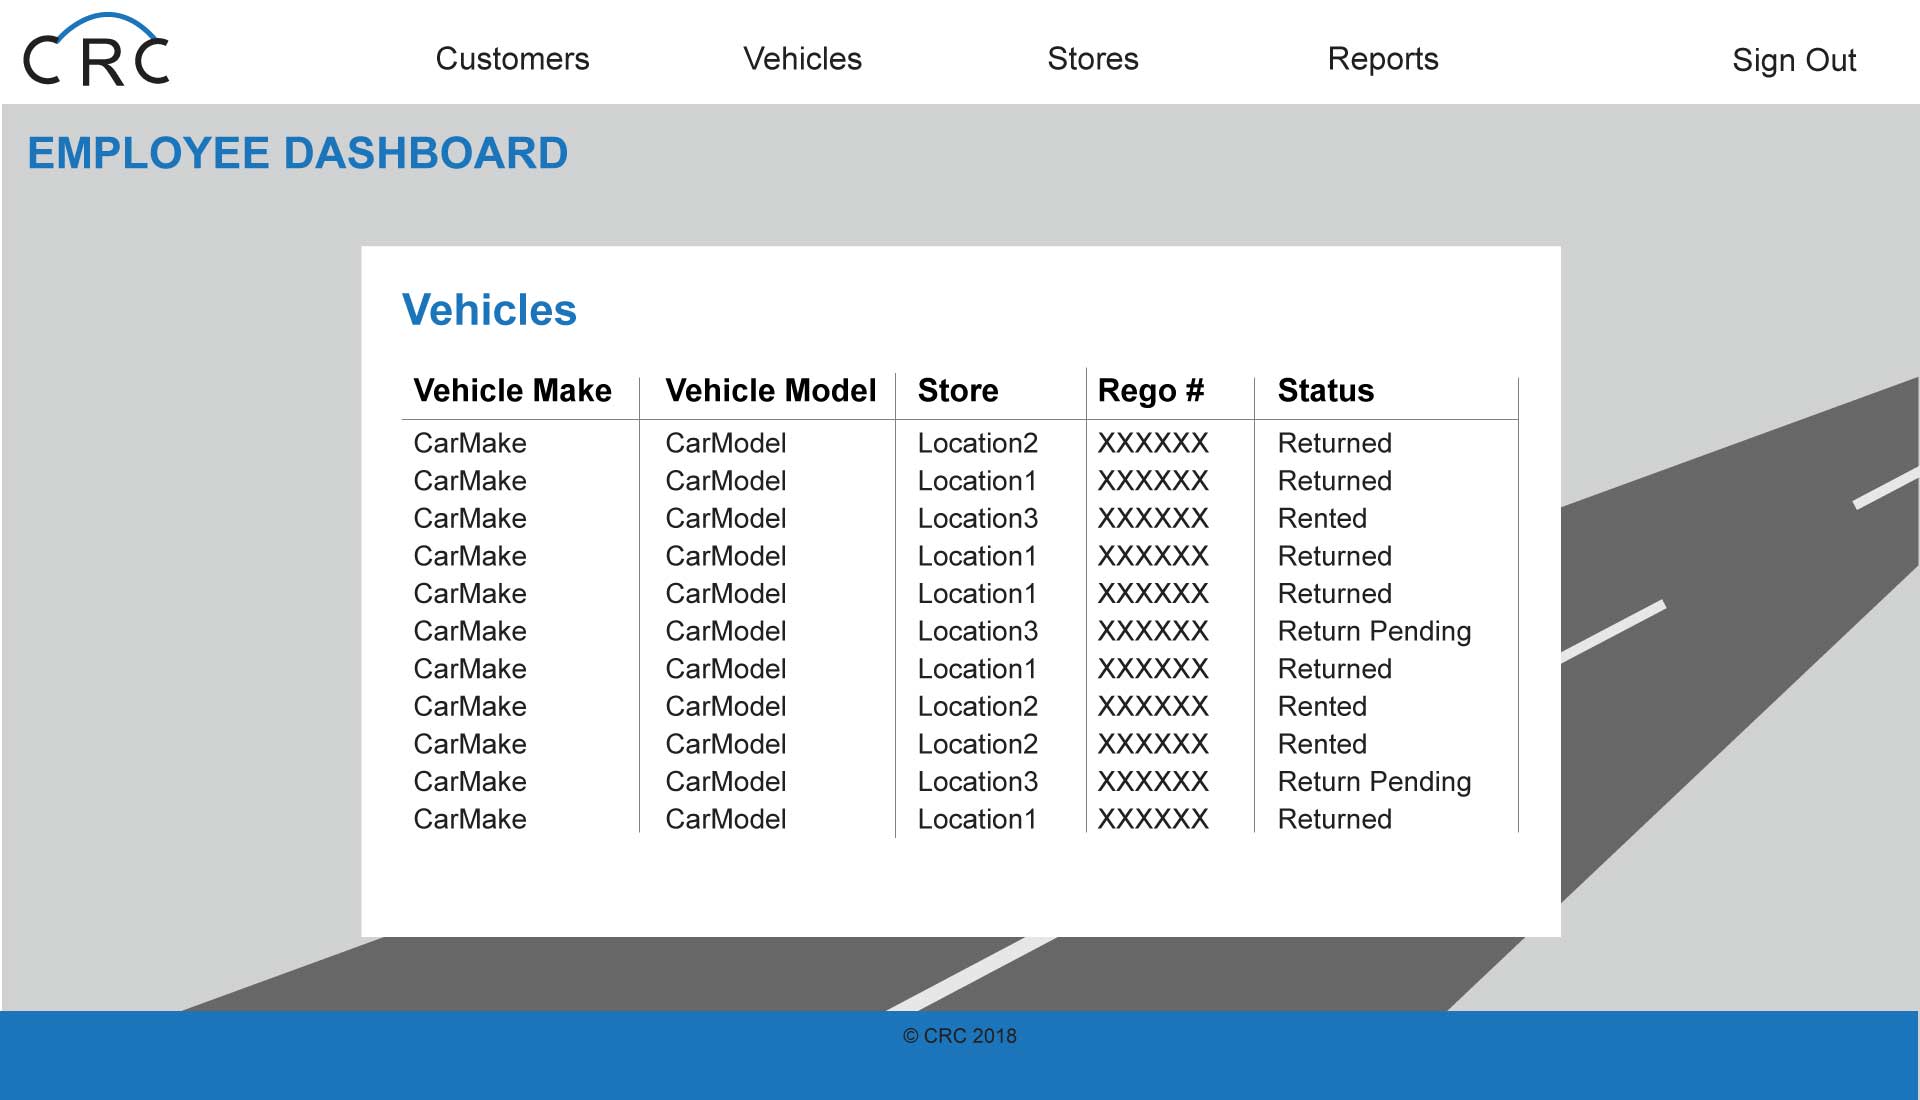 CRC Customers Vehicles Stores Reports Sign Out
EMPLOYEE DASHBOARD
Vehicles
Vehicle Make Vehicle Model Store Rego # Status
CarMake CarModel Location2 XXXXXX Returned
CarMake CarModel Location1 XXXXXX Returned
CarMake CarModel Location3 XXXXXX Rented
CarMake CarModel Location1 XXXXXX Returned
CarMake CarModel Location1 XXXXXX Returned
CarMake CarModel Location3 XXXXXX Return Pending
CarMake CarModel Location1 XXXXXX Returned
CarMake CarModel Location2 XXXXXX Rented
CarMake CarModel Location2 XXXXXX Rented
CarMake CarModel Location3 XXXXXX Return Pending
CarMake CarModel Location1 XXXXXX Returned
© CRC 2018